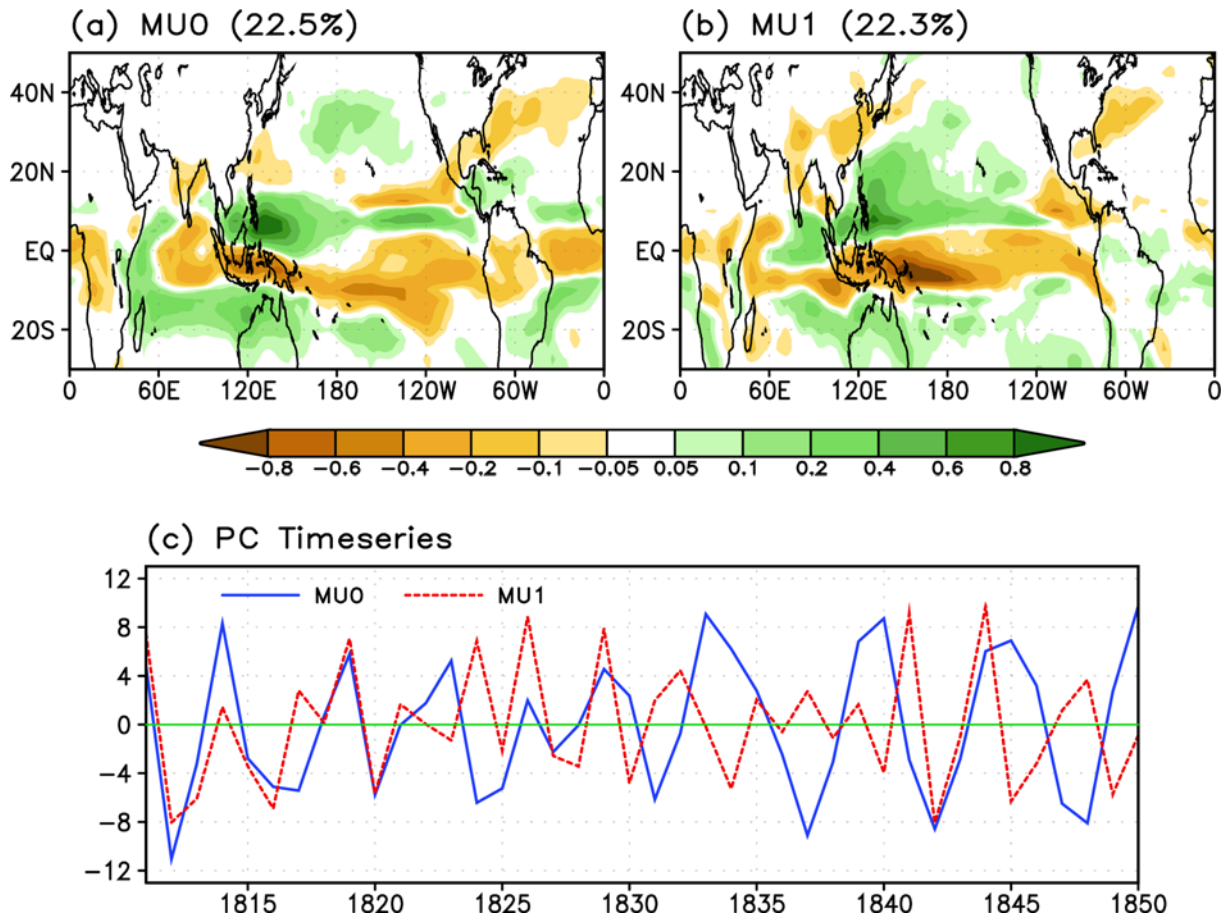 (a) MU0 (22.5%)
(b) MU1 (22.3%)
40N
20N
EQ
20S
0 60E 120E 180 120W 60W 0
40N
20N
EQ
20S
0 60E 120E 180 120W 60W 0
-0.8 -0.6 -0.4 -0.2 -0.1 -0.05 0.05 0.1 0.2 0.4 0.6 0.8
(c) PC Timeseries
MU0 MU1
12
8
4
0
-4
-8
-12
1815 1820 1825 1830 1835 1840 1845 1850